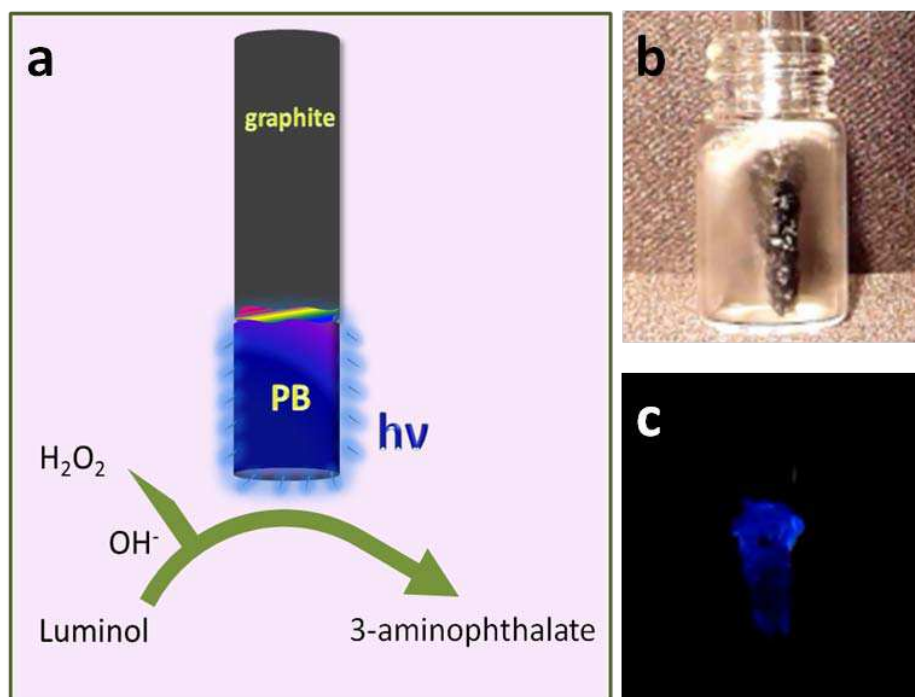 a
graphite
PB
hν
H₂O₂
OH⁻
Luminol
3-aminophthalate
b
c